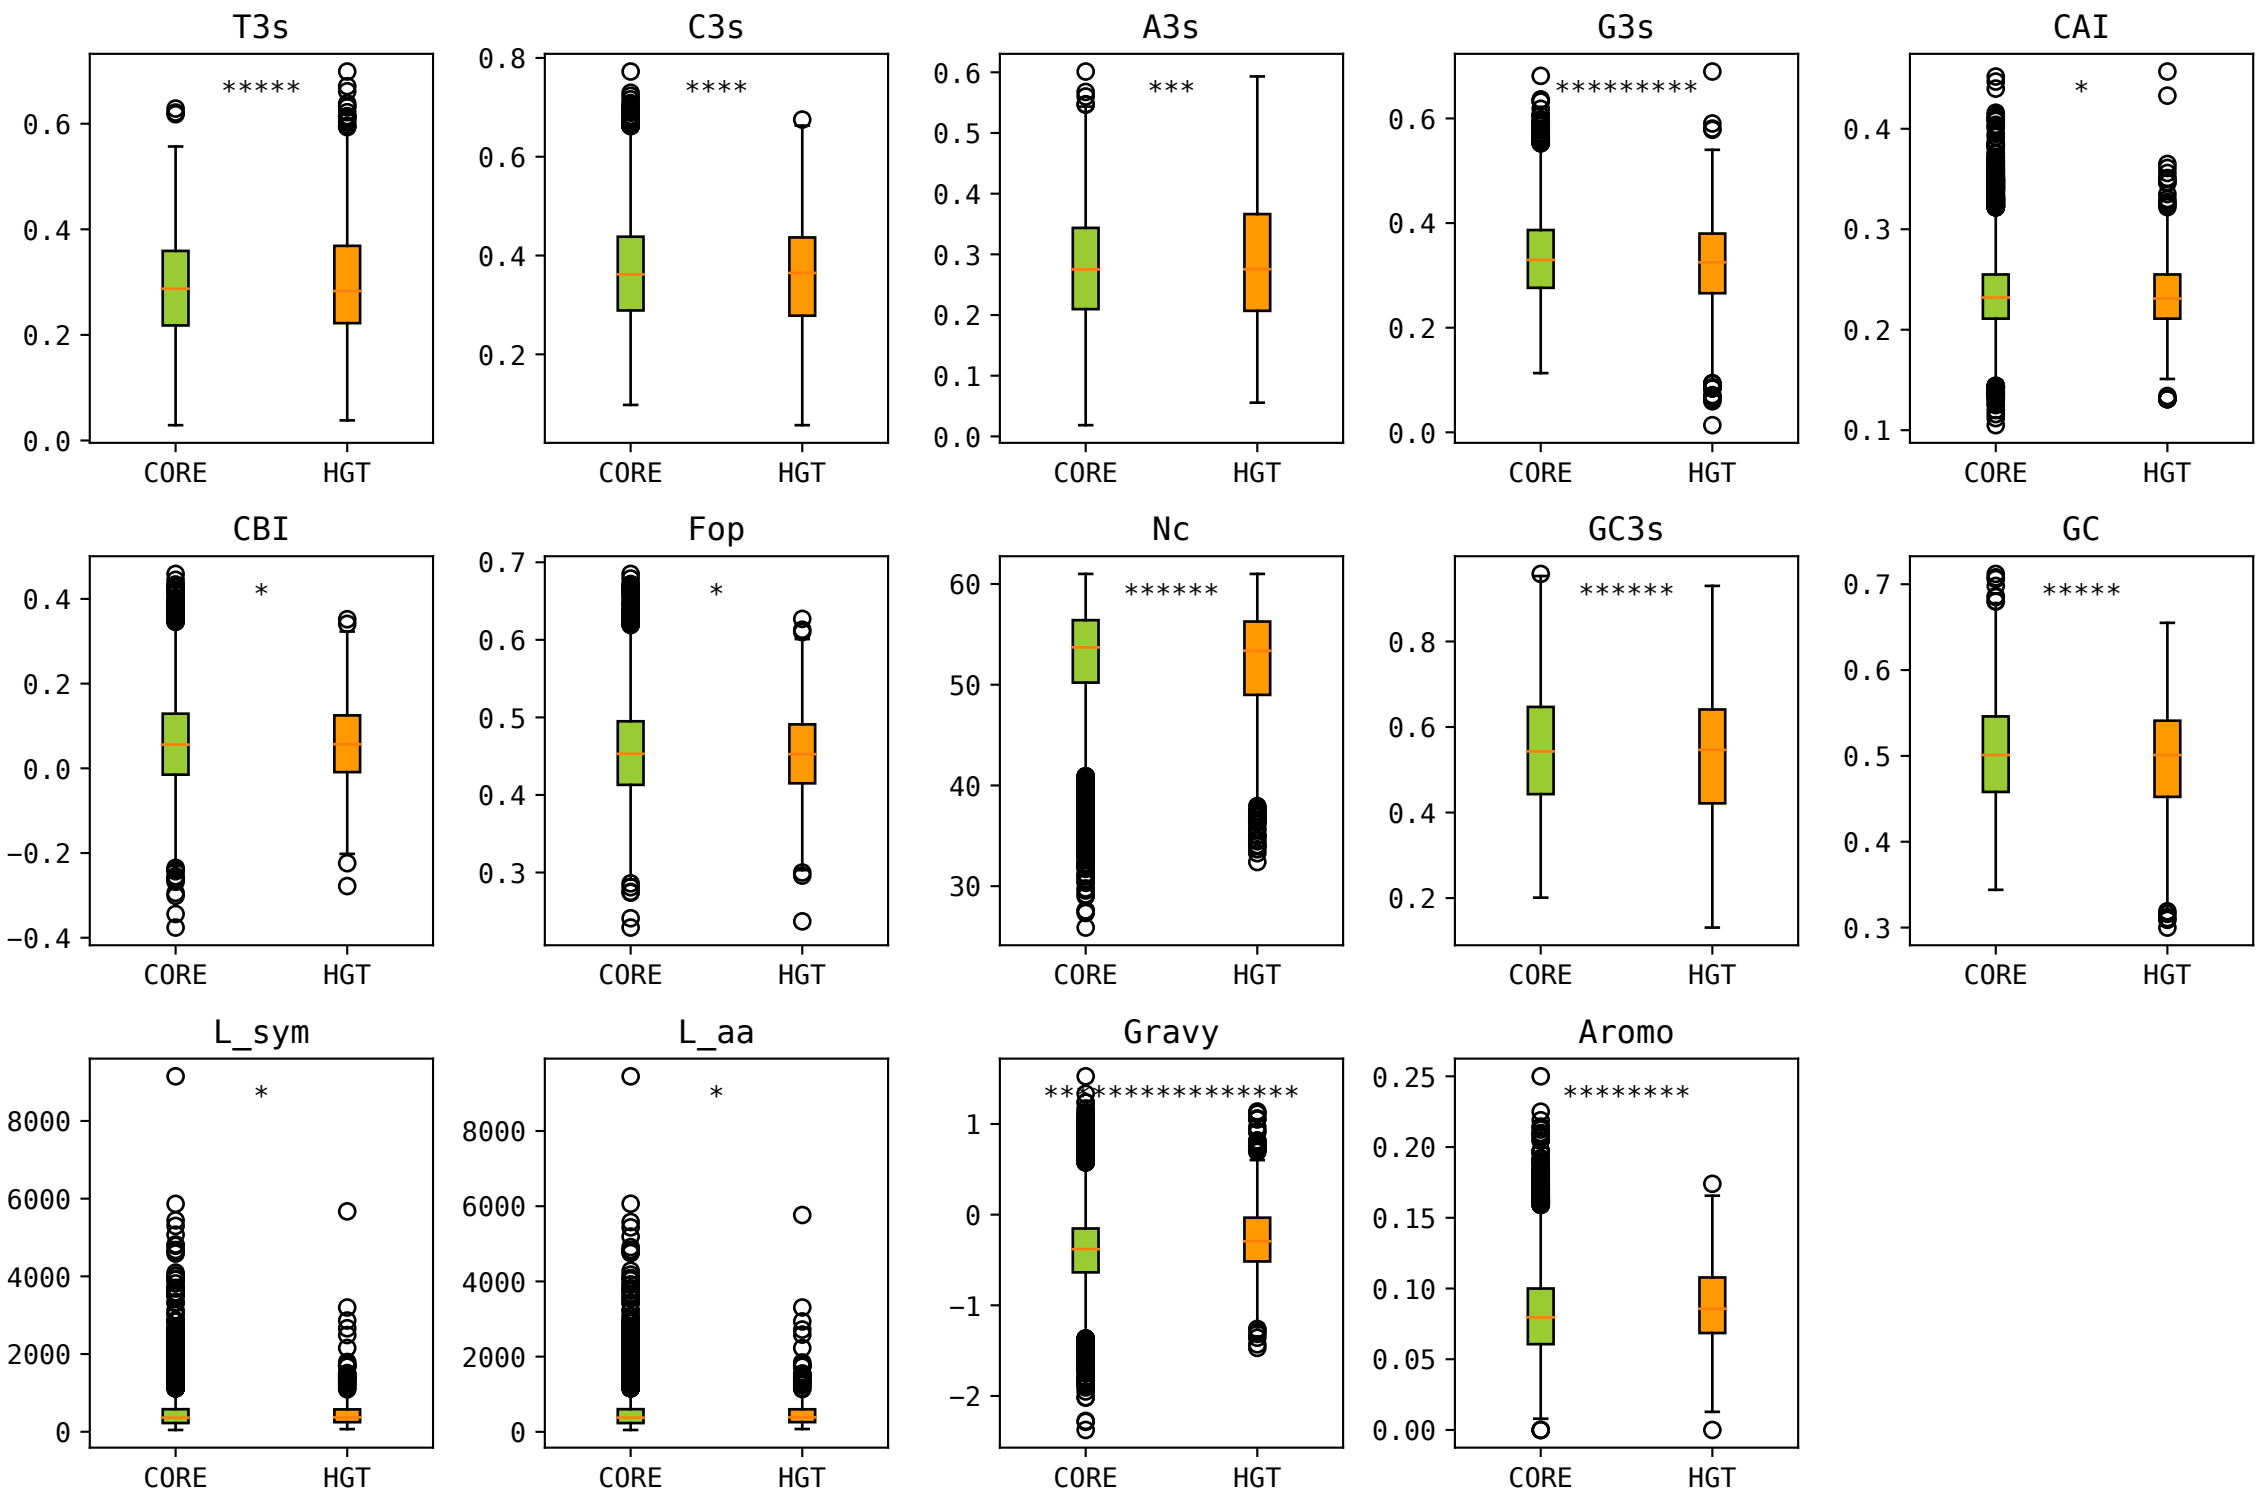 T3s
*****
0.6
0.4
0.2
0.0
CORE HGT
C3s
****
0.8
0.6
0.4
0.2
CORE HGT
A3s
***
0.6
0.5
0.4
0.3
0.2
0.1
0.0
CORE HGT
G3s
*********
0.6
0.4
0.2
0.0
CORE HGT
CAI
*
0.4
0.3
0.2
0.1
CORE HGT
CBI
*
0.4
0.2
0.0
−0.2
−0.4
CORE HGT
Fop
*
0.7
0.6
0.5
0.4
0.3
CORE HGT
Nc
******
60
50
40
30
CORE HGT
GC3s
******
0.8
0.6
0.4
0.2
CORE HGT
GC
*****
0.7
0.6
0.5
0.4
0.3
CORE HGT
L_sym
*
8000
6000
4000
2000
0
CORE HGT
L_aa
*
8000
6000
4000
2000
0
CORE HGT
Gravy
****************
1
0
−1
−2
CORE HGT
Aromo
********
0.25
0.20
0.15
0.10
0.05
0.00
CORE HGT